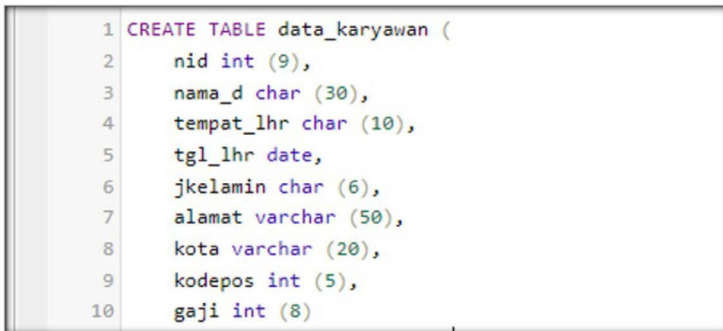 1 CREATE TABLE data_karyawan (
2 nid int (9),
3 nama_d char (30),
4 tempat_lhr char (10),
5 tgl_lhr date,
6 jkelamin char (6),
7 alamat varchar (50),
8 kota varchar (20),
9 kodepos int (5),
10 gaji int (8)